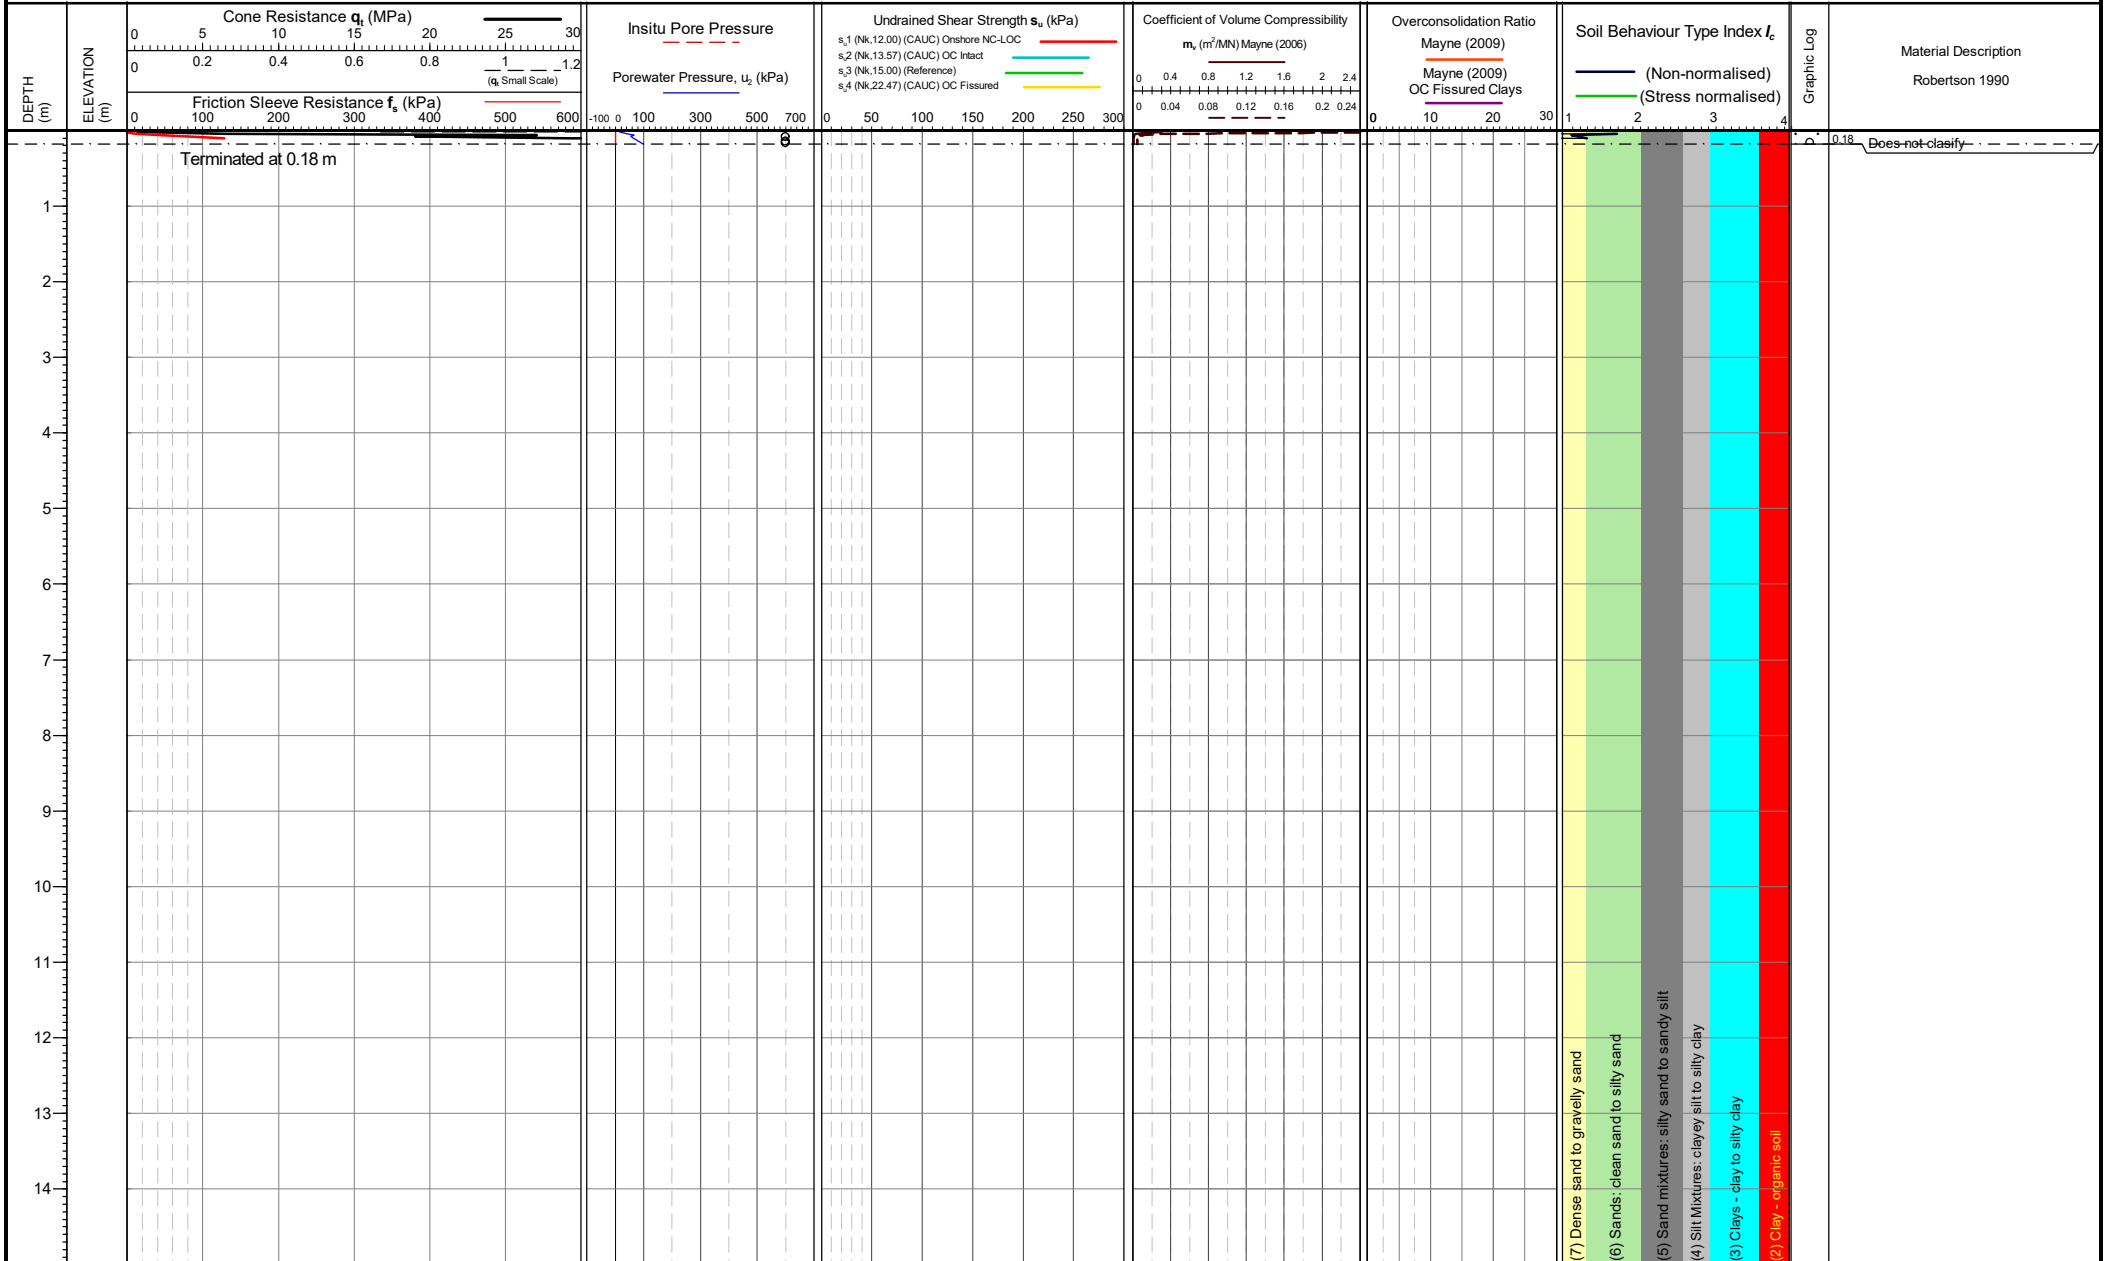 DEPTH
(m)
ELEVATION
(m)
Cone Resistance qt (MPa)
0 5 10 15 20 25 30
0 0.2 0.4 0.6 0.8 1 1.2
(qt Small Scale)
Friction Sleeve Resistance fs (kPa)
0 100 200 300 400 500 600
Insitu Pore Pressure
Porewater Pressure, u2 (kPa)
-100 0 100 300 500 700
Undrained Shear Strength su (kPa)
su1 (Nk,12.00) (CAUC) Onshore NC-LOC
su2 (Nk,13.57) (CAUC) OC Intact
su3 (Nk,15.00) (Reference)
su4 (Nk,22.47) (CAUC) OC Fissured
0 50 100 150 200 250 300
Coefficient of Volume Compressibility
mv (m²/MN) Mayne (2006)
0 0.4 0.8 1.2 1.6 2 2.4
0 0.04 0.08 0.12 0.16 0.2 0.24
Overconsolidation Ratio
Mayne (2009)
Mayne (2009)
OC Fissured Clays
0 10 20 30
Soil Behaviour Type Index Ic
(Non-normalised)
(Stress normalised)
1 2 3 4
Graphic Log
Material Description
Robertson 1990
Terminated at 0.18 m
0.18
Does not clasify
1
2
3
4
5
6
7
8
9
10
11
12
13
14
(7) Dense sand to gravelly sand
(6) Sands: clean sand to silty sand
(5) Sand mixtures: silty sand to sandy silt
(4) Silt Mixtures: clayey silt to silty clay
(3) Clays - clay to silty clay
(2) Clay - organic soil